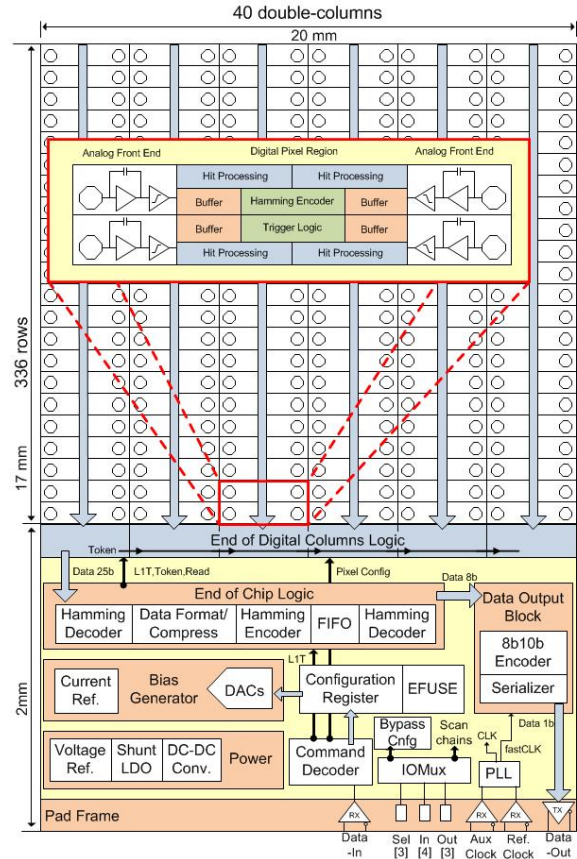 40 double-columns
20 mm
336 rows
17 mm
Analog Front End
Digital Pixel Region
Analog Front End
Hit Processing
Hit Processing
Buffer
Hamming Encoder
Buffer
Buffer
Trigger Logic
Buffer
Hit Processing
Hit Processing
2mm
End of Digital Columns Logic
Token
Data 25b
L1T,Token,Read
Pixel Config
Data 8b
End of Chip Logic
Hamming
Decoder
Data Format/
Compress
Hamming
Encoder
FIFO
Hamming
Decoder
Data Output
Block
8b10b
Encoder
Serializer
L1T
Current
Ref.
Bias
Generator
DACs
Configuration
Register
EFUSE
Data 1b
Voltage
Ref.
Shunt
LDO
DC-DC
Conv.
Power
Command
Decoder
Bypass
Cnfg
Scan
chains
IOMux
CLK
fastCLK
PLL
Pad Frame
RX
RX
RX
TX
Data
-In
Sel
[3]
In
[4]
Out
[3]
Aux
Clock
Ref.
Clock
Data
-Out